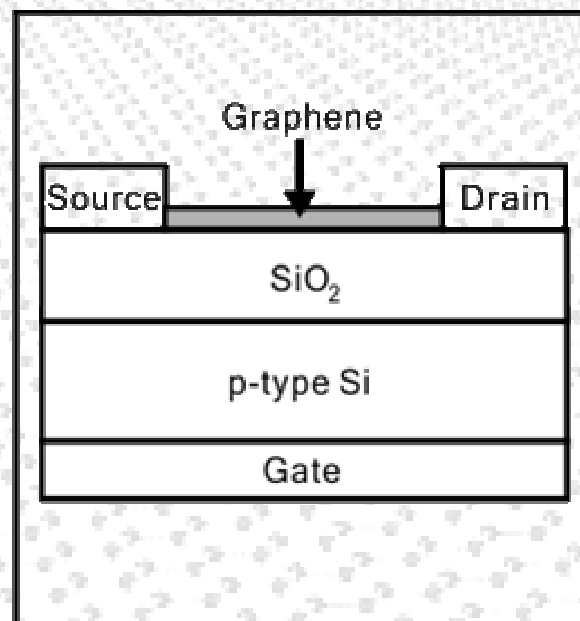 Graphene
Source
Drain
SiO₂
p-type Si
Gate